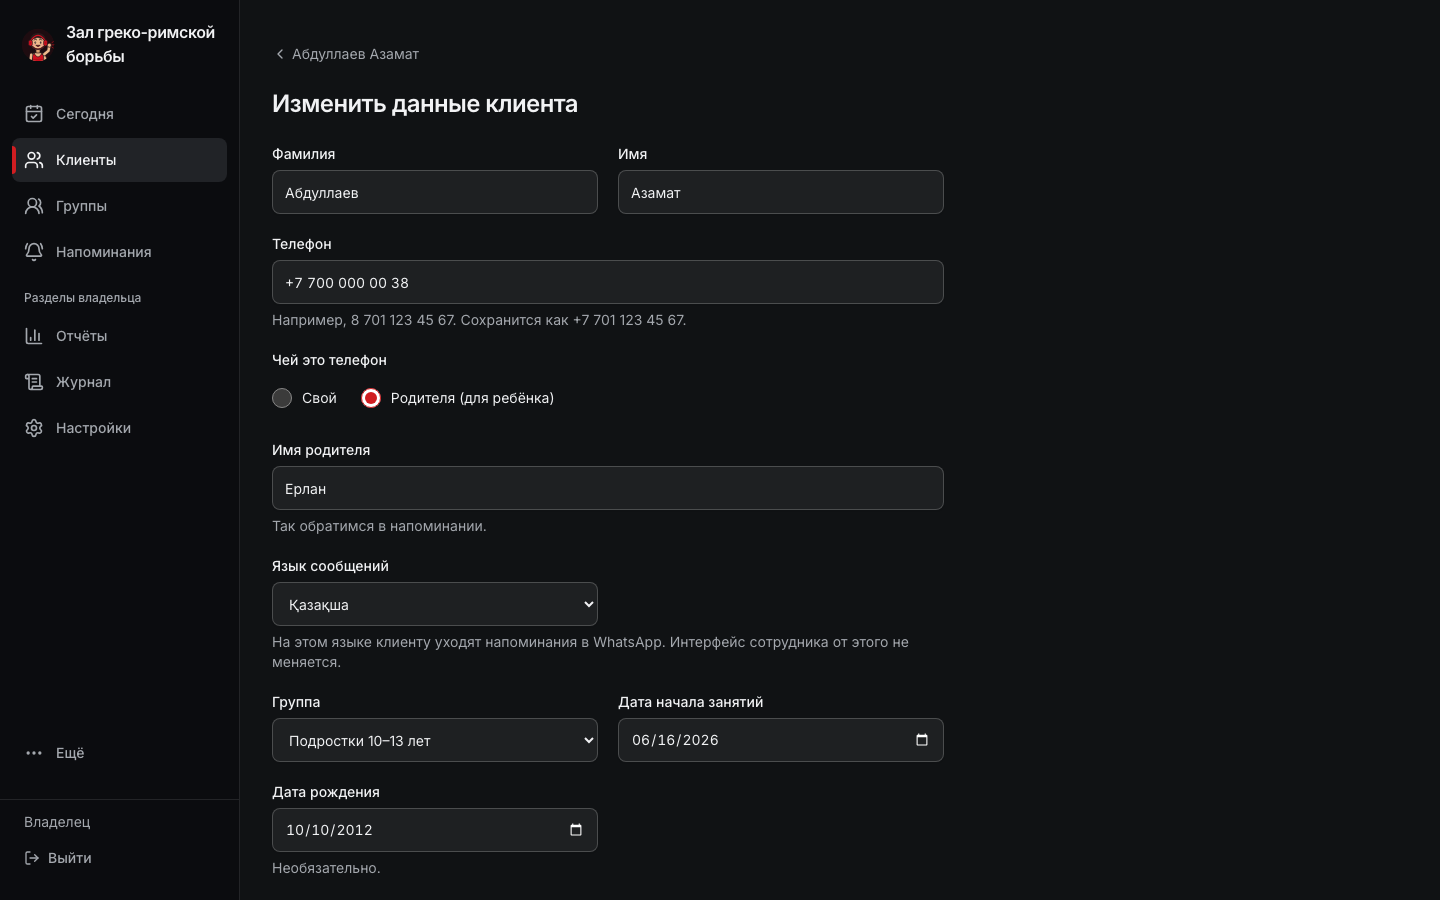 Зал греко-римской
борьбы
Сегодня
Клиенты
Группы
Напоминания
Разделы владельца
Отчёты
Журнал
Настройки
Ещё
Владелец
Выйти
Абдуллаев Азамат
Изменить данные клиента
Фамилия
Имя
Абдуллаев
Азамат
Телефон
+7 700 000 00 38
Например, 8 701 123 45 67. Сохранится как +7 701 123 45 67.
Чей это телефон
Свой
Родителя (для ребёнка)
Имя родителя
Ерлан
Так обратимся в напоминании.
Язык сообщений
Қазақша
На этом языке клиенту уходят напоминания в WhatsApp. Интерфейс сотрудника от этого не
меняется.
Группа
Дата начала занятий
Подростки 10–13 лет
06/16/2026
Дата рождения
10/10/2012
Необязательно.